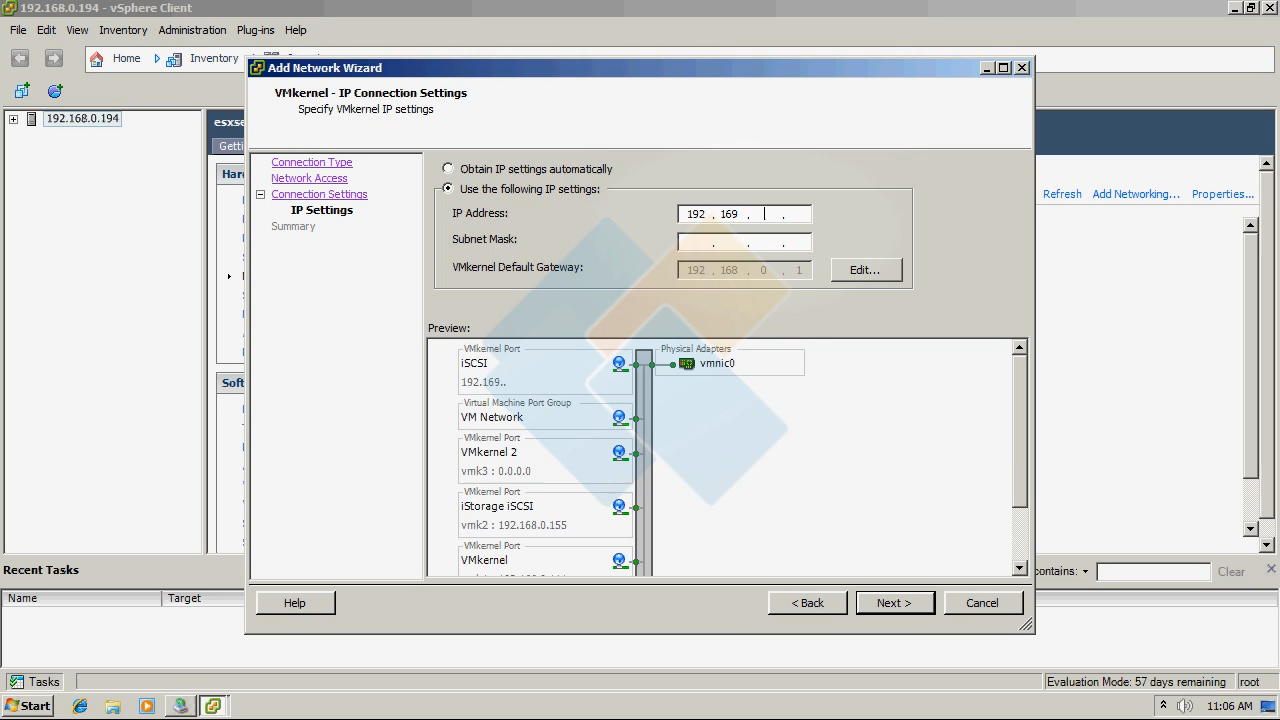 192.168.0.194 - vSphere Client
File Edit View Inventory Administration Plug-ins Help
Home Inventory
192.168.0.194
Add Network Wizard
VMkernel - IP Connection Settings
Specify VMkernel IP settings
Connection Type
Network Access
Connection Settings
IP Settings
Summary
Obtain IP settings automatically
Use the following IP settings:
IP Address: 192 . 169 . .
Subnet Mask: . . .
VMkernel Default Gateway: 192 . 168 . 0 . 1 Edit...
Refresh Add Networking... Properties...
Preview:
VMkernel Port
iSCSI
192.169..
Physical Adapters
vmnic0
Virtual Machine Port Group
VM Network
VMkernel Port
VMkernel 2
vmk3 : 0.0.0.0
VMkernel Port
iStorage iSCSI
vmk2 : 192.168.0.155
VMkernel Port
VMkernel
Help < Back Next > Cancel
Recent Tasks
Clear
Name Target
Tasks
Evaluation Mode: 57 days remaining root
Start
11:06 AM